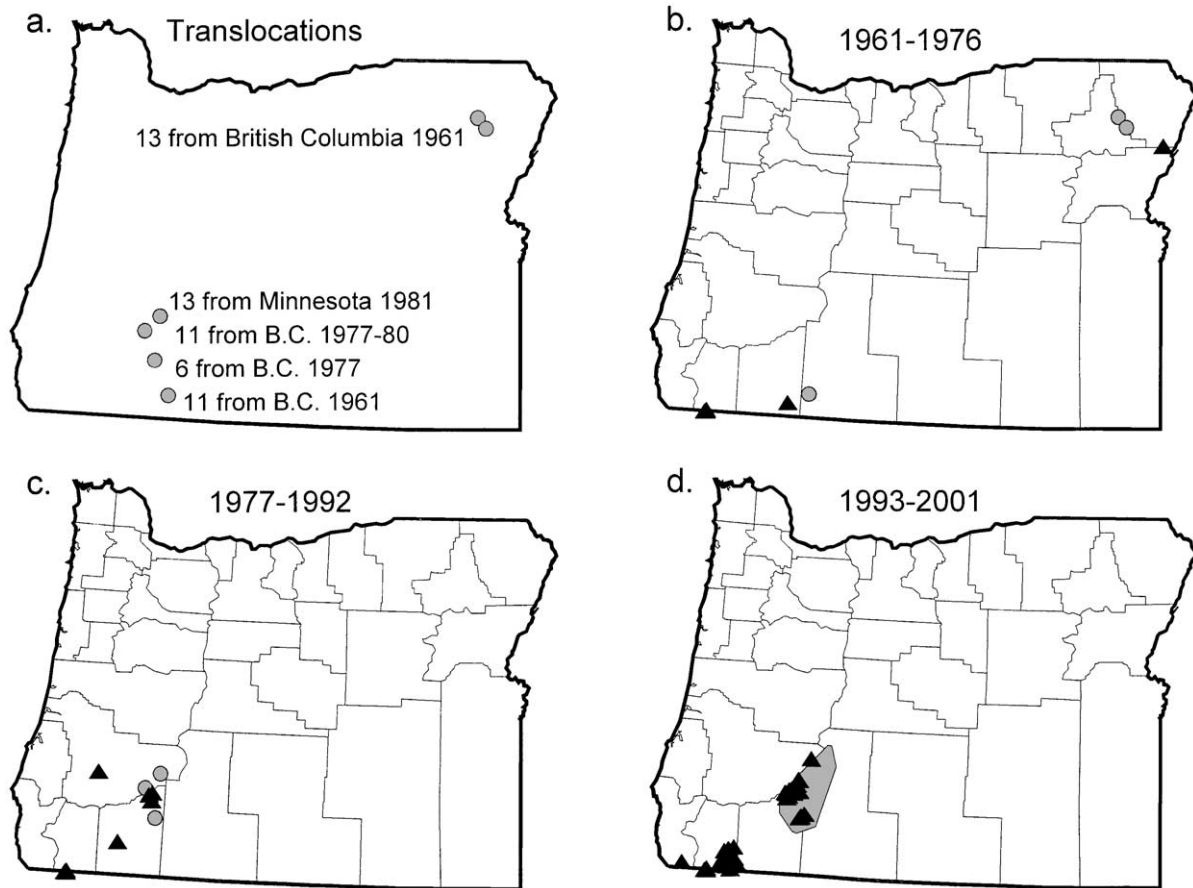 a.
Translocations
13 from British Columbia 1961
13 from Minnesota 1981
11 from B.C. 1977-80
6 from B.C. 1977
11 from B.C. 1961
b.
1961-1976
c.
1977-1992
d.
1993-2001